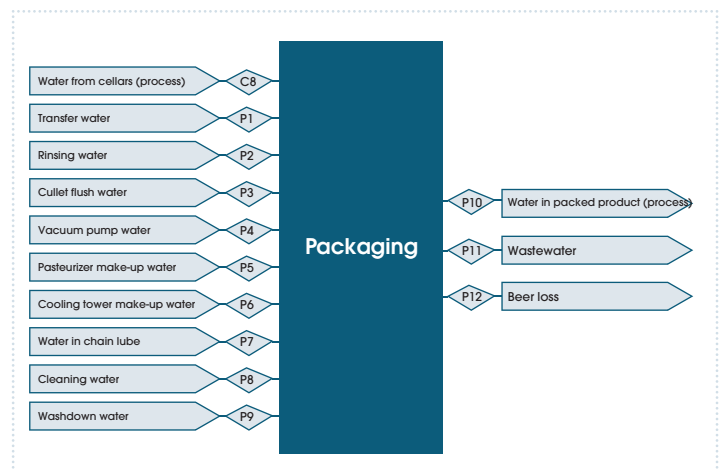 Water from cellars (process)
C8
Transfer water
P1
Rinsing water
P2
Cullet flush water
P3
Vacuum pump water
P4
Pasteurizer make-up water
P5
Cooling tower make-up water
P6
Water in chain lube
P7
Cleaning water
P8
Washdown water
P9
Packaging
P10
Water in packed product (process)
P11
Wastewater
P12
Beer loss